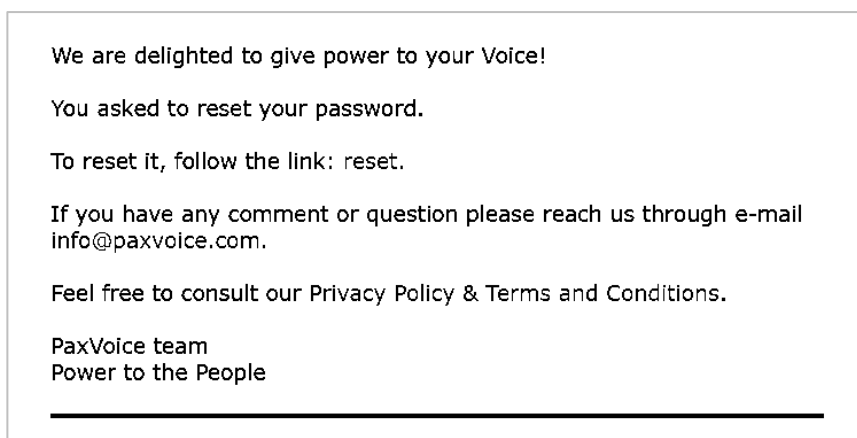 We are delighted to give power to your Voice!
You asked to reset your password.
To reset it, follow the link: reset.
If you have any comment or question please reach us through e-mail
info@paxvoice.com.
Feel free to consult our Privacy Policy & Terms and Conditions.
PaxVoice team
Power to the People